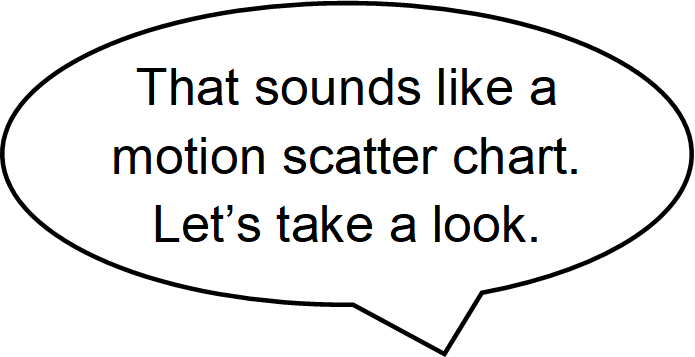 That sounds like a
motion scatter chart.
Let’s take a look.